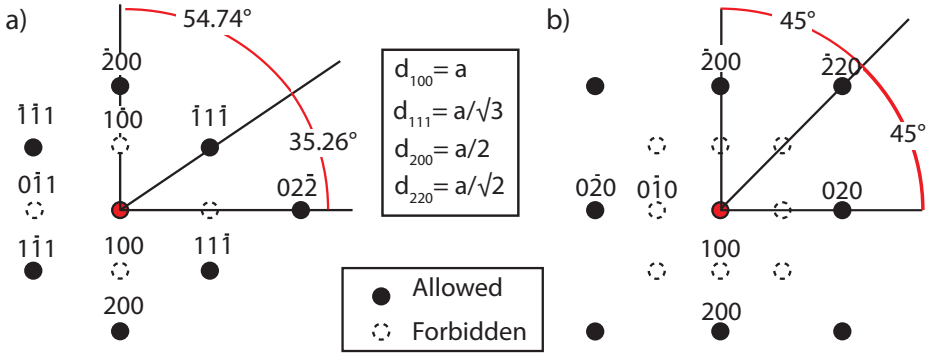 a)
54.74°
2̄00
1̄00
1̄1̄1
1̄11̄
35.26°
01̄1
022̄
11̄1
100
111̄
200
d₁₀₀= a
d₁₁₁= a/√3
d₂₀₀= a/2
d₂₂₀= a/√2
Allowed
Forbidden
b)
45°
2̄00
2̄20
45°
02̄0
01̄0
020
100
200